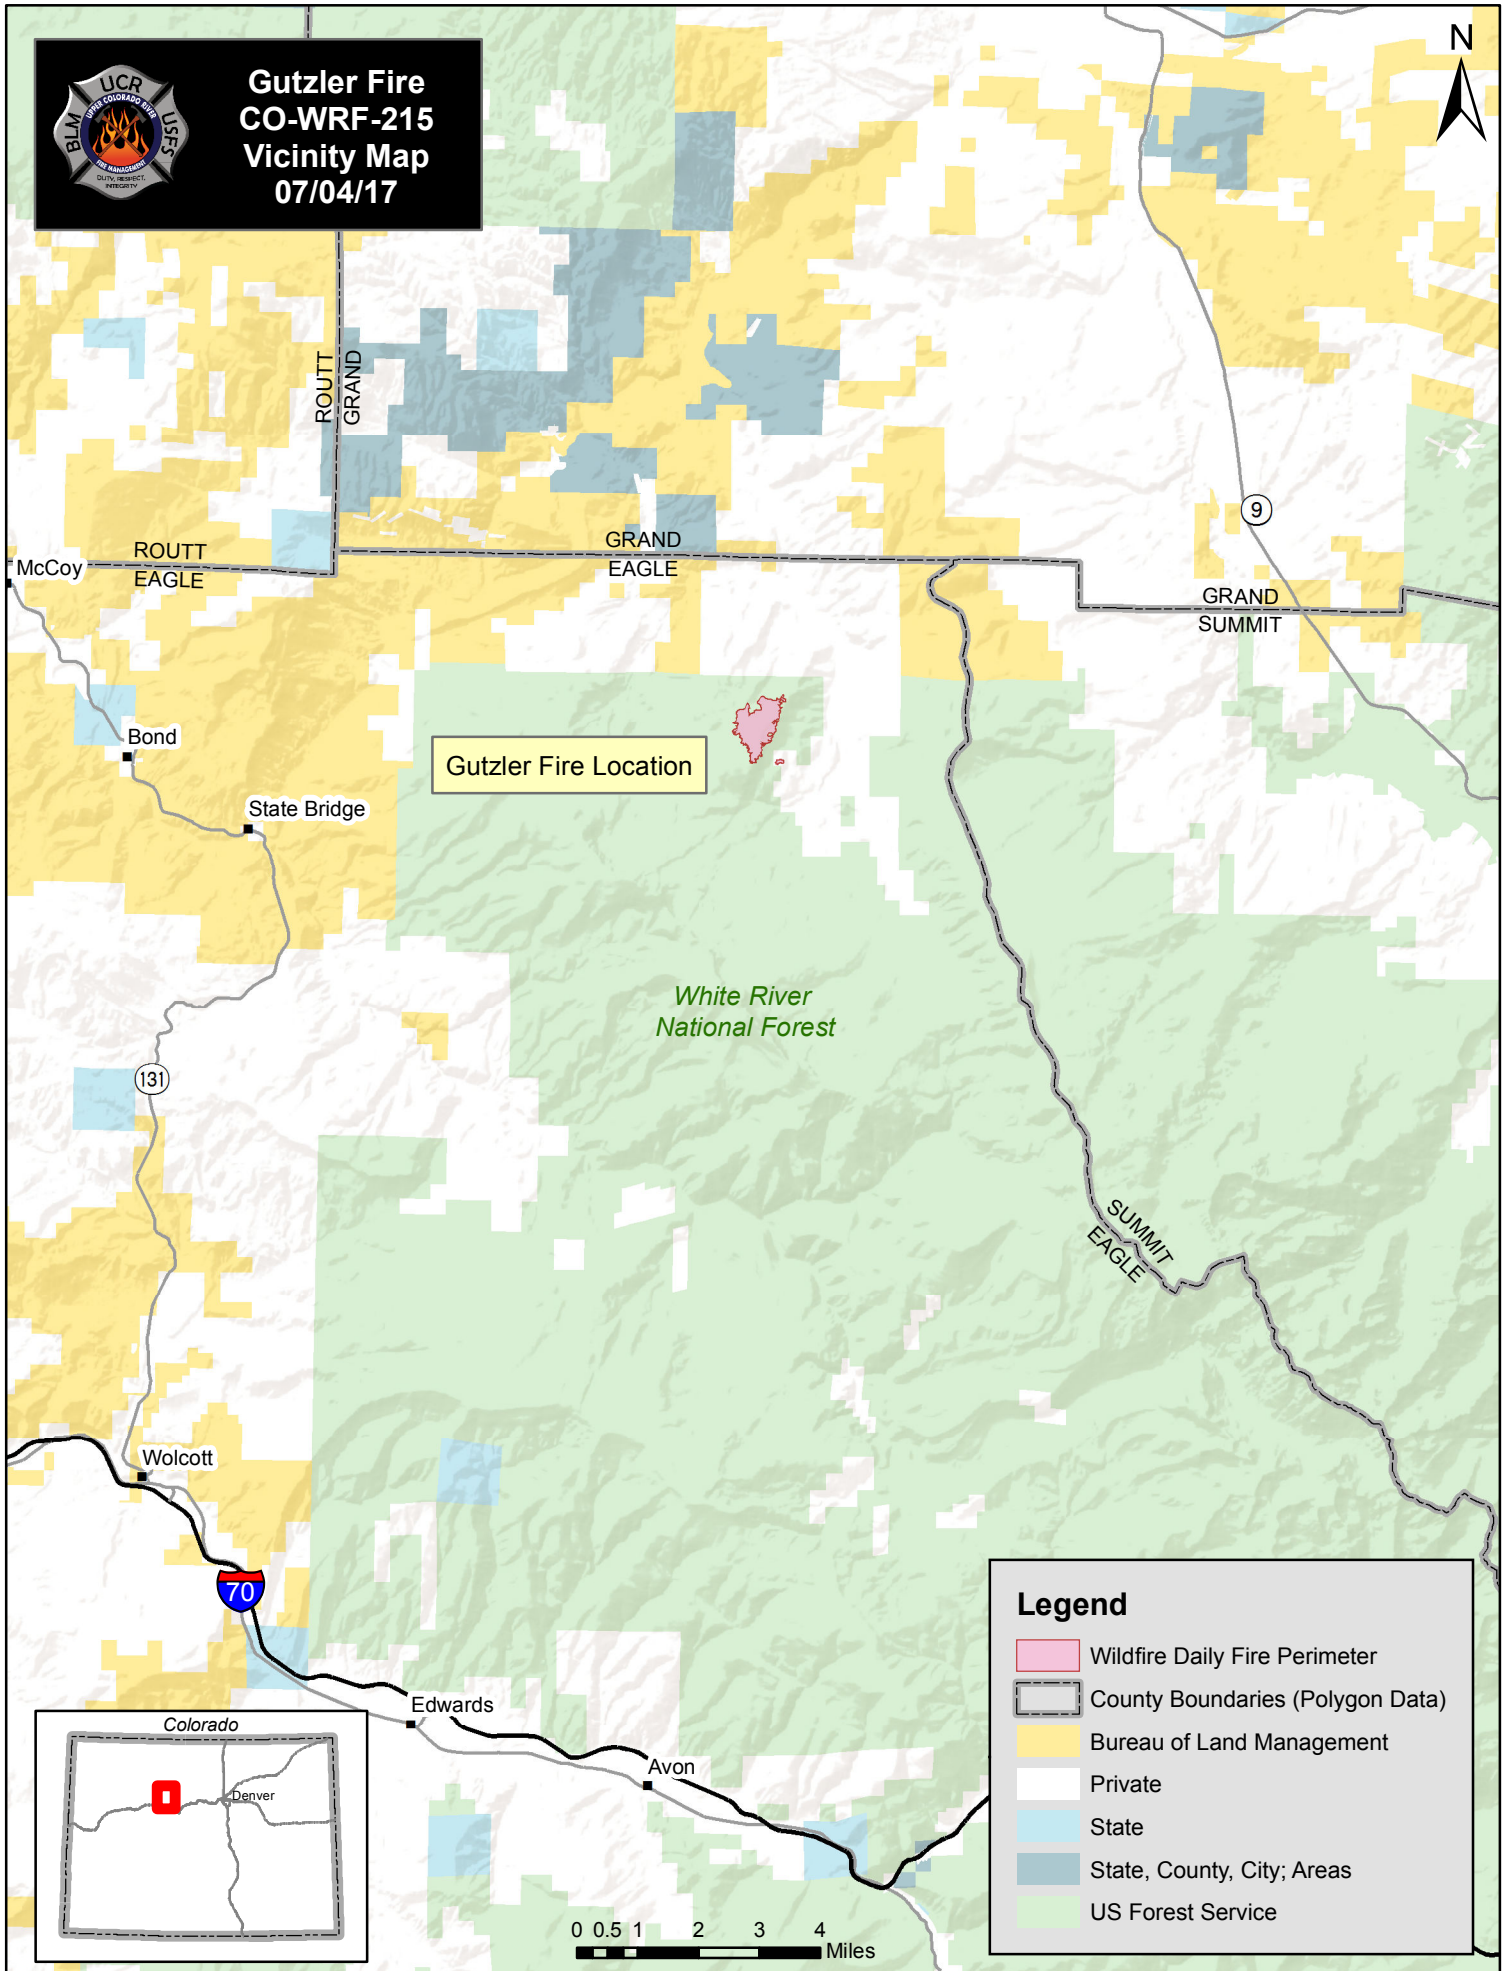 Gutzler Fire
CO-WRF-215
Vicinity Map
07/04/17
UCR
BLM
USFS
UPPER COLORADO RIVER
FIRE MANAGEMENT
DUTY, RESPECT,
INTEGRITY
N
ROUTT
GRAND
9
GRAND
EAGLE
ROUTT
EAGLE
McCoy
GRAND
SUMMIT
Bond
Gutzler Fire Location
State Bridge
White River
National Forest
131
SUMMIT
EAGLE
Wolcott
70
Edwards
Avon
Colorado
Denver
0 0.5 1 2 3 4
Miles
Legend
Wildfire Daily Fire Perimeter
County Boundaries (Polygon Data)
Bureau of Land Management
Private
State
State, County, City; Areas
US Forest Service